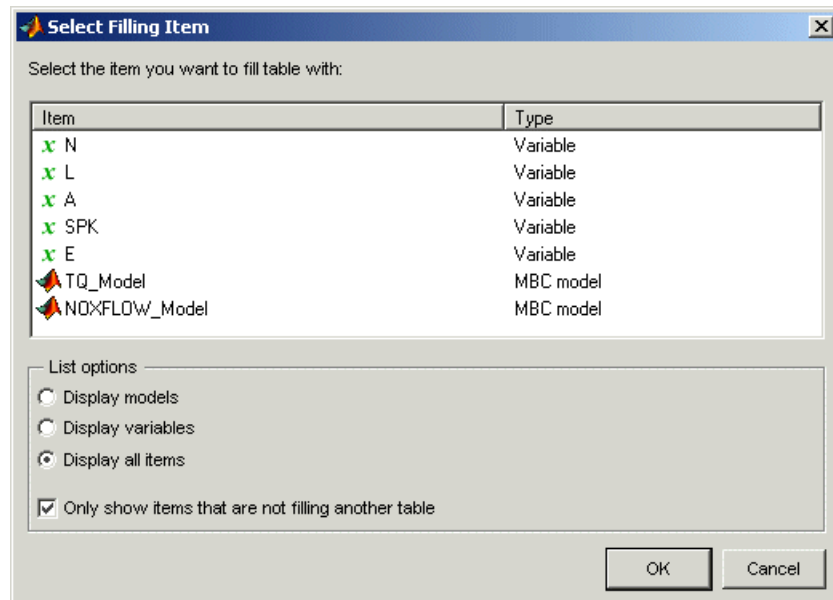 Select Filling Item
Select the item you want to fill table with:
Item Type
x N Variable
x L Variable
x A Variable
x SPK Variable
x E Variable
TQ_Model MBC model
NOXFLOW_Model MBC model
List options
Display models
Display variables
Display all items
Only show items that are not filling another table
OK Cancel